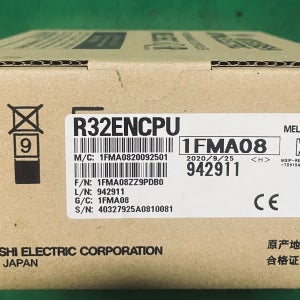 R32ENCPU
MEL
1FMA08
M/C: 1FMA0820092501
2020/9/25 <H>
942911
F/N: 1FMA08ZZ9PDB0
L/N: 942911
G/C: 1FMA08
S/N: 40327925A0810081
9
SHI ELECTRIC CORPORATION
JAPAN
原产地
合格证